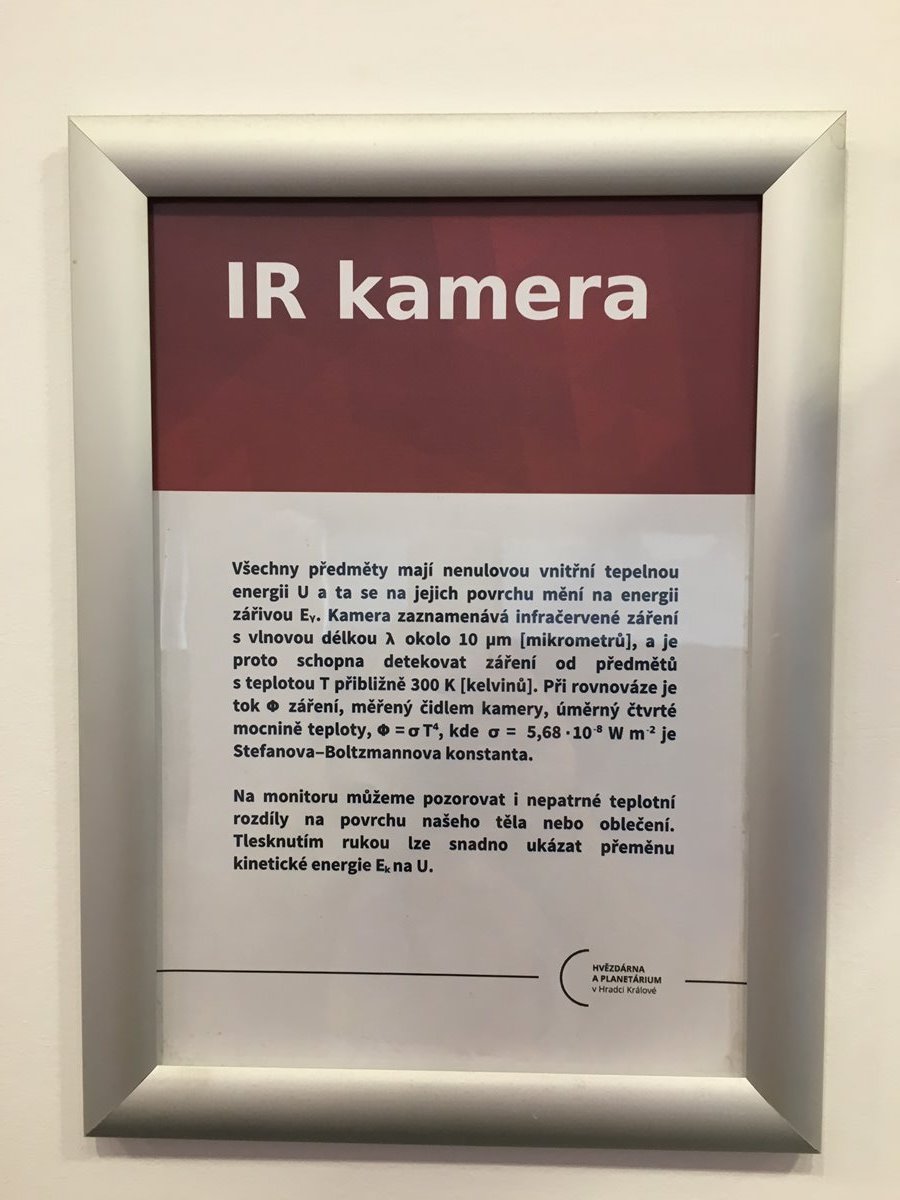 IR kamera
Všechny předměty mají nenulovou vnitřní tepelnou
energii U a ta se na jejich povrchu mění na energii
zářivou Eᵧ. Kamera zaznamenává infračervené záření
s vlnovou délkou λ okolo 10 μm [mikrometrů], a je
proto schopna detekovat záření od předmětů
s teplotou T přibližně 300 K [kelvinů]. Při rovnováze je
tok Φ záření, měřený čidlem kamery, úměrný čtvrté
mocnině teploty, Φ = σ T⁴, kde σ = 5,68 · 10⁻⁸ W m⁻² je
Stefanova–Boltzmannova konstanta.
Na monitoru můžeme pozorovat i nepatrné teplotní
rozdíly na povrchu našeho těla nebo oblečení.
Tlesknutím rukou lze snadno ukázat přeměnu
kinetické energie Eₖ na U.
HVĚZDÁRNA
A PLANETÁRIUM
v Hradci Králové